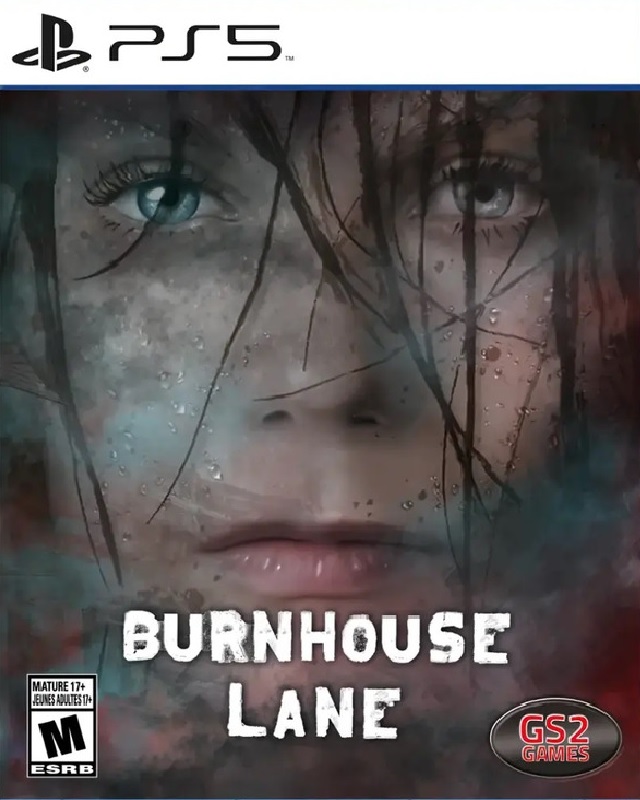 PS5
BURNHOUSE
LANE
MATURE 17+
JEUNES ADULTES 17+
M
ESRB
GS2
GAMES